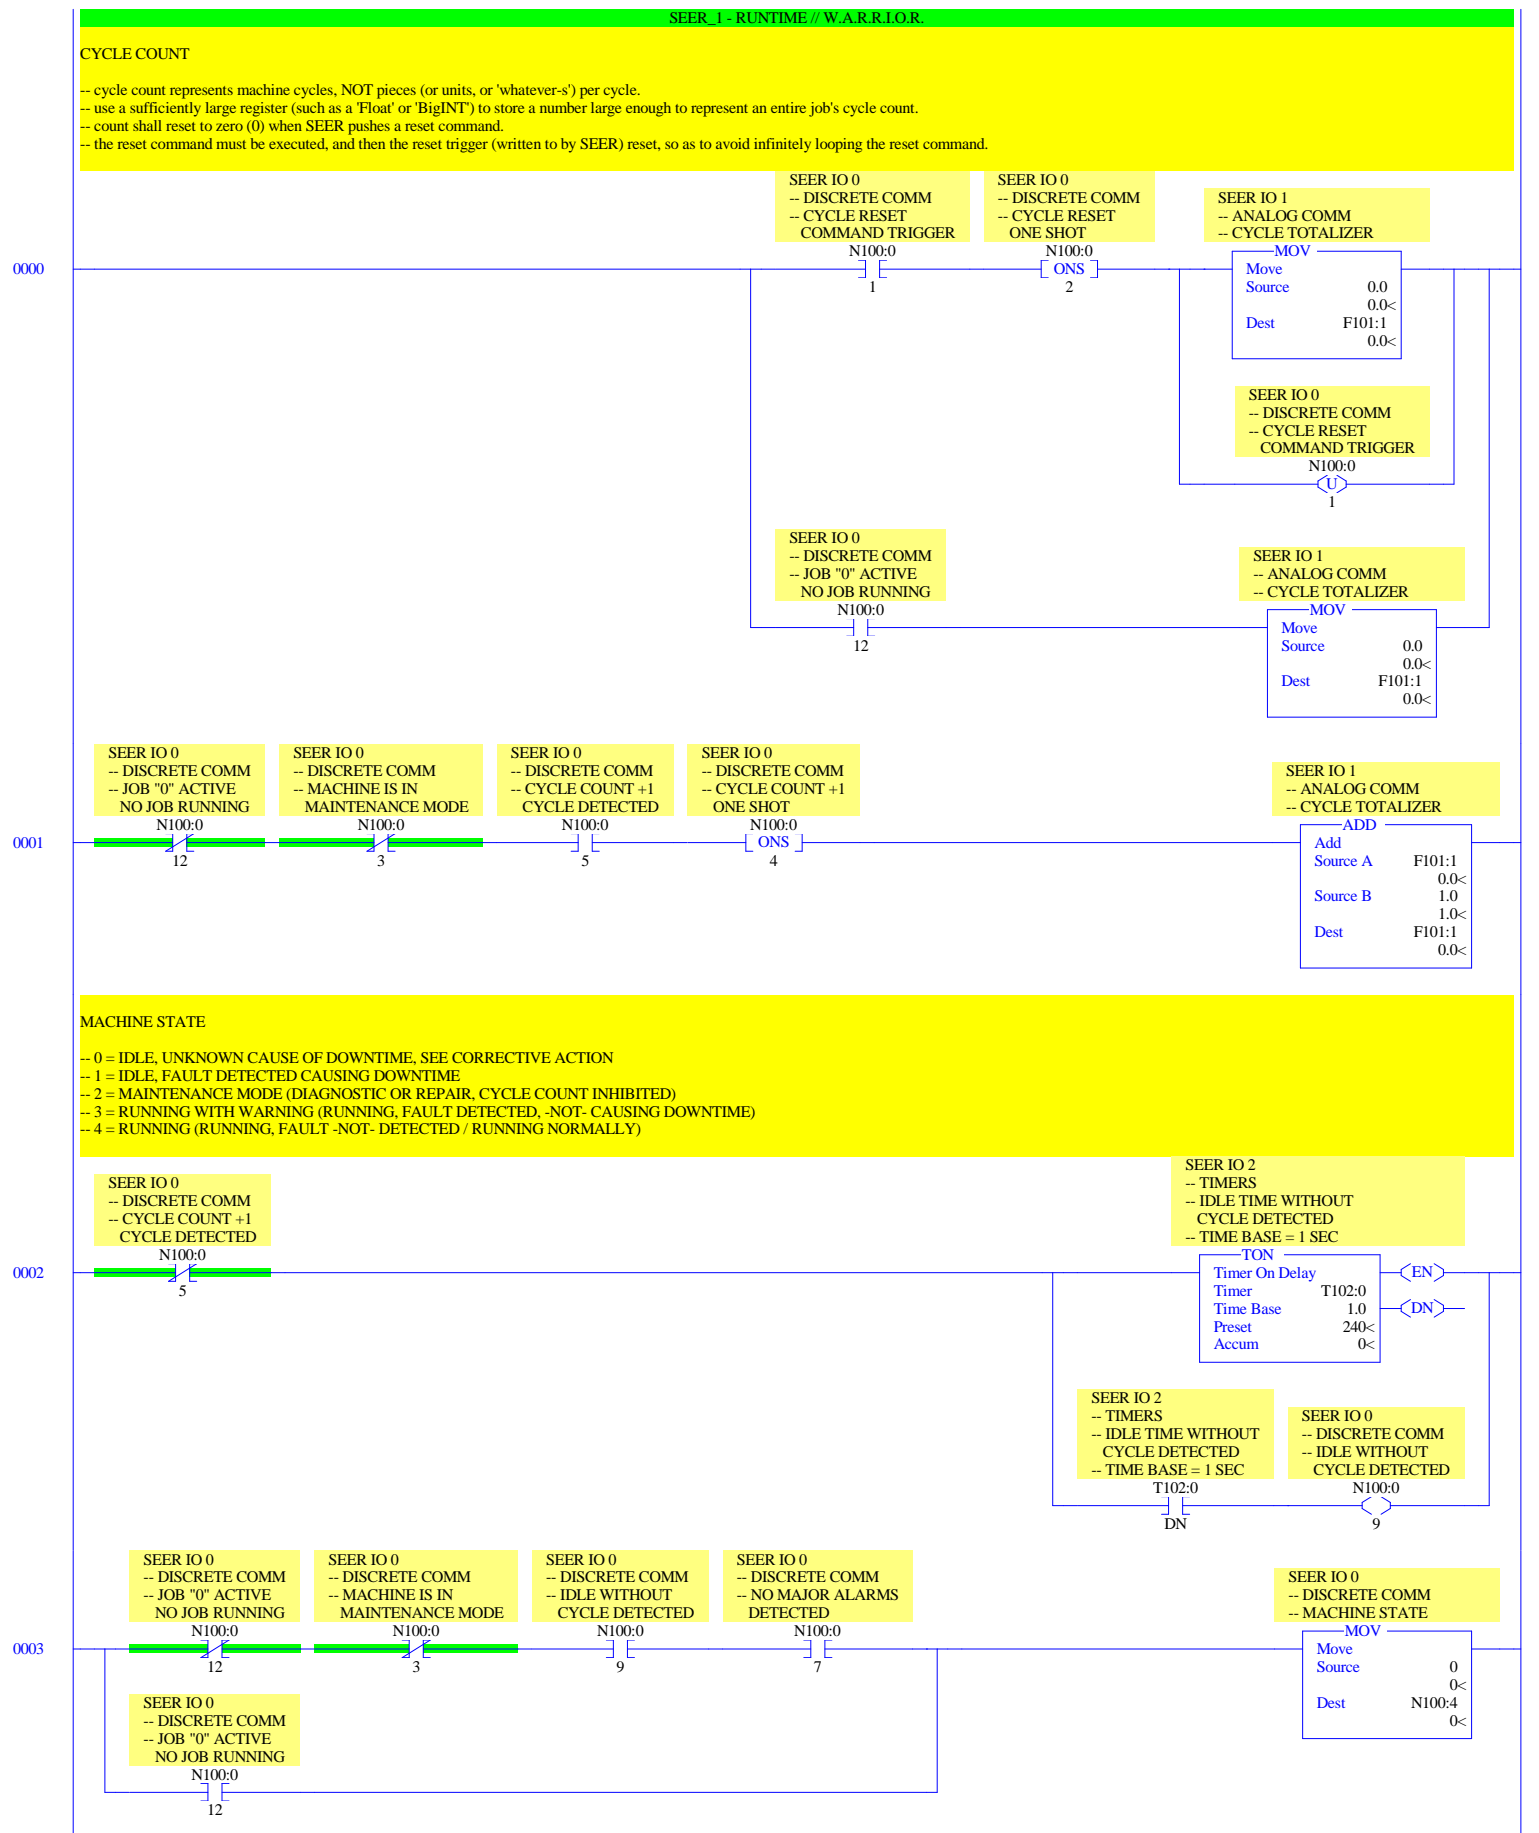 SEER_1 - RUNTIME // W.A.R.R.I.O.R.
CYCLE COUNT
-- cycle count represents machine cycles, NOT pieces (or units, or 'whatever-s') per cycle.
-- use a sufficiently large register (such as a 'Float' or 'BigINT') to store a number large enough to represent an entire job's cycle count.
-- count shall reset to zero (0) when SEER pushes a reset command.
-- the reset command must be executed, and then the reset trigger (written to by SEER) reset, so as to avoid infinitely looping the reset command.
0000
SEER IO 0
-- DISCRETE COMM
-- CYCLE RESET
COMMAND TRIGGER
N100:0
1
SEER IO 0
-- DISCRETE COMM
-- CYCLE RESET
ONE SHOT
N100:0
ONS
2
SEER IO 1
-- ANALOG COMM
-- CYCLE TOTALIZER
MOV
Move
Source 0.0
0.0<
Dest F101:1
0.0<
SEER IO 0
-- DISCRETE COMM
-- CYCLE RESET
COMMAND TRIGGER
N100:0
U
1
SEER IO 0
-- DISCRETE COMM
-- JOB "0" ACTIVE
NO JOB RUNNING
N100:0
12
SEER IO 1
-- ANALOG COMM
-- CYCLE TOTALIZER
MOV
Move
Source 0.0
0.0<
Dest F101:1
0.0<
0001
SEER IO 0
-- DISCRETE COMM
-- JOB "0" ACTIVE
NO JOB RUNNING
N100:0
12
SEER IO 0
-- DISCRETE COMM
-- MACHINE IS IN
MAINTENANCE MODE
N100:0
3
SEER IO 0
-- DISCRETE COMM
-- CYCLE COUNT +1
CYCLE DETECTED
N100:0
5
SEER IO 0
-- DISCRETE COMM
-- CYCLE COUNT +1
ONE SHOT
N100:0
ONS
4
SEER IO 1
-- ANALOG COMM
-- CYCLE TOTALIZER
ADD
Add
Source A F101:1
0.0<
Source B 1.0
1.0<
Dest F101:1
0.0<
MACHINE STATE
-- 0 = IDLE, UNKNOWN CAUSE OF DOWNTIME, SEE CORRECTIVE ACTION
-- 1 = IDLE, FAULT DETECTED CAUSING DOWNTIME
-- 2 = MAINTENANCE MODE (DIAGNOSTIC OR REPAIR, CYCLE COUNT INHIBITED)
-- 3 = RUNNING WITH WARNING (RUNNING, FAULT DETECTED, -NOT- CAUSING DOWNTIME)
-- 4 = RUNNING (RUNNING, FAULT -NOT- DETECTED / RUNNING NORMALLY)
0002
SEER IO 0
-- DISCRETE COMM
-- CYCLE COUNT +1
CYCLE DETECTED
N100:0
5
SEER IO 2
-- TIMERS
-- IDLE TIME WITHOUT
CYCLE DETECTED
-- TIME BASE = 1 SEC
TON
Timer On Delay
Timer T102:0
Time Base 1.0
Preset 240<
Accum 0<
EN
DN
SEER IO 2
-- TIMERS
-- IDLE TIME WITHOUT
CYCLE DETECTED
-- TIME BASE = 1 SEC
T102:0
DN
SEER IO 0
-- DISCRETE COMM
-- IDLE WITHOUT
CYCLE DETECTED
N100:0
9
0003
SEER IO 0
-- DISCRETE COMM
-- JOB "0" ACTIVE
NO JOB RUNNING
N100:0
12
SEER IO 0
-- DISCRETE COMM
-- MACHINE IS IN
MAINTENANCE MODE
N100:0
3
SEER IO 0
-- DISCRETE COMM
-- IDLE WITHOUT
CYCLE DETECTED
N100:0
9
SEER IO 0
-- DISCRETE COMM
-- NO MAJOR ALARMS
DETECTED
N100:0
7
SEER IO 0
-- DISCRETE COMM
-- MACHINE STATE
MOV
Move
Source 0
0<
Dest N100:4
0<
SEER IO 0
-- DISCRETE COMM
-- JOB "0" ACTIVE
NO JOB RUNNING
N100:0
12